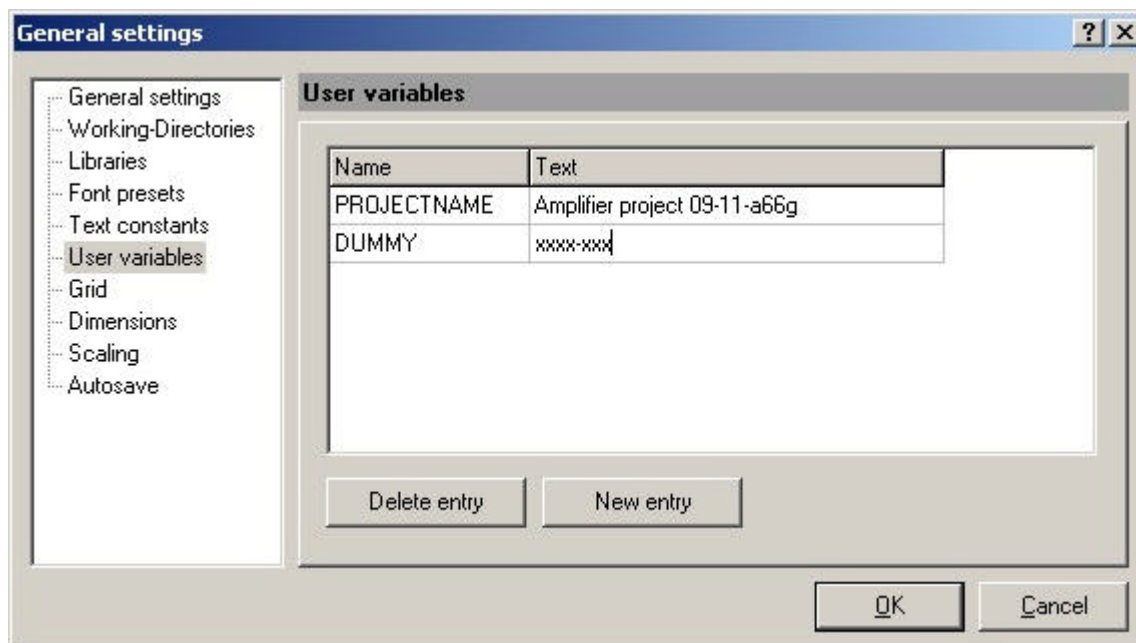 General settings
General settings
Working-Directories
Libraries
Font presets
Text constants
User variables
Grid
Dimensions
Scaling
Autosave
User variables
Name Text
PROJECTNAME Amplifier project 09-11-a66g
DUMMY xxxx-xxx
Delete entry New entry
OK Cancel